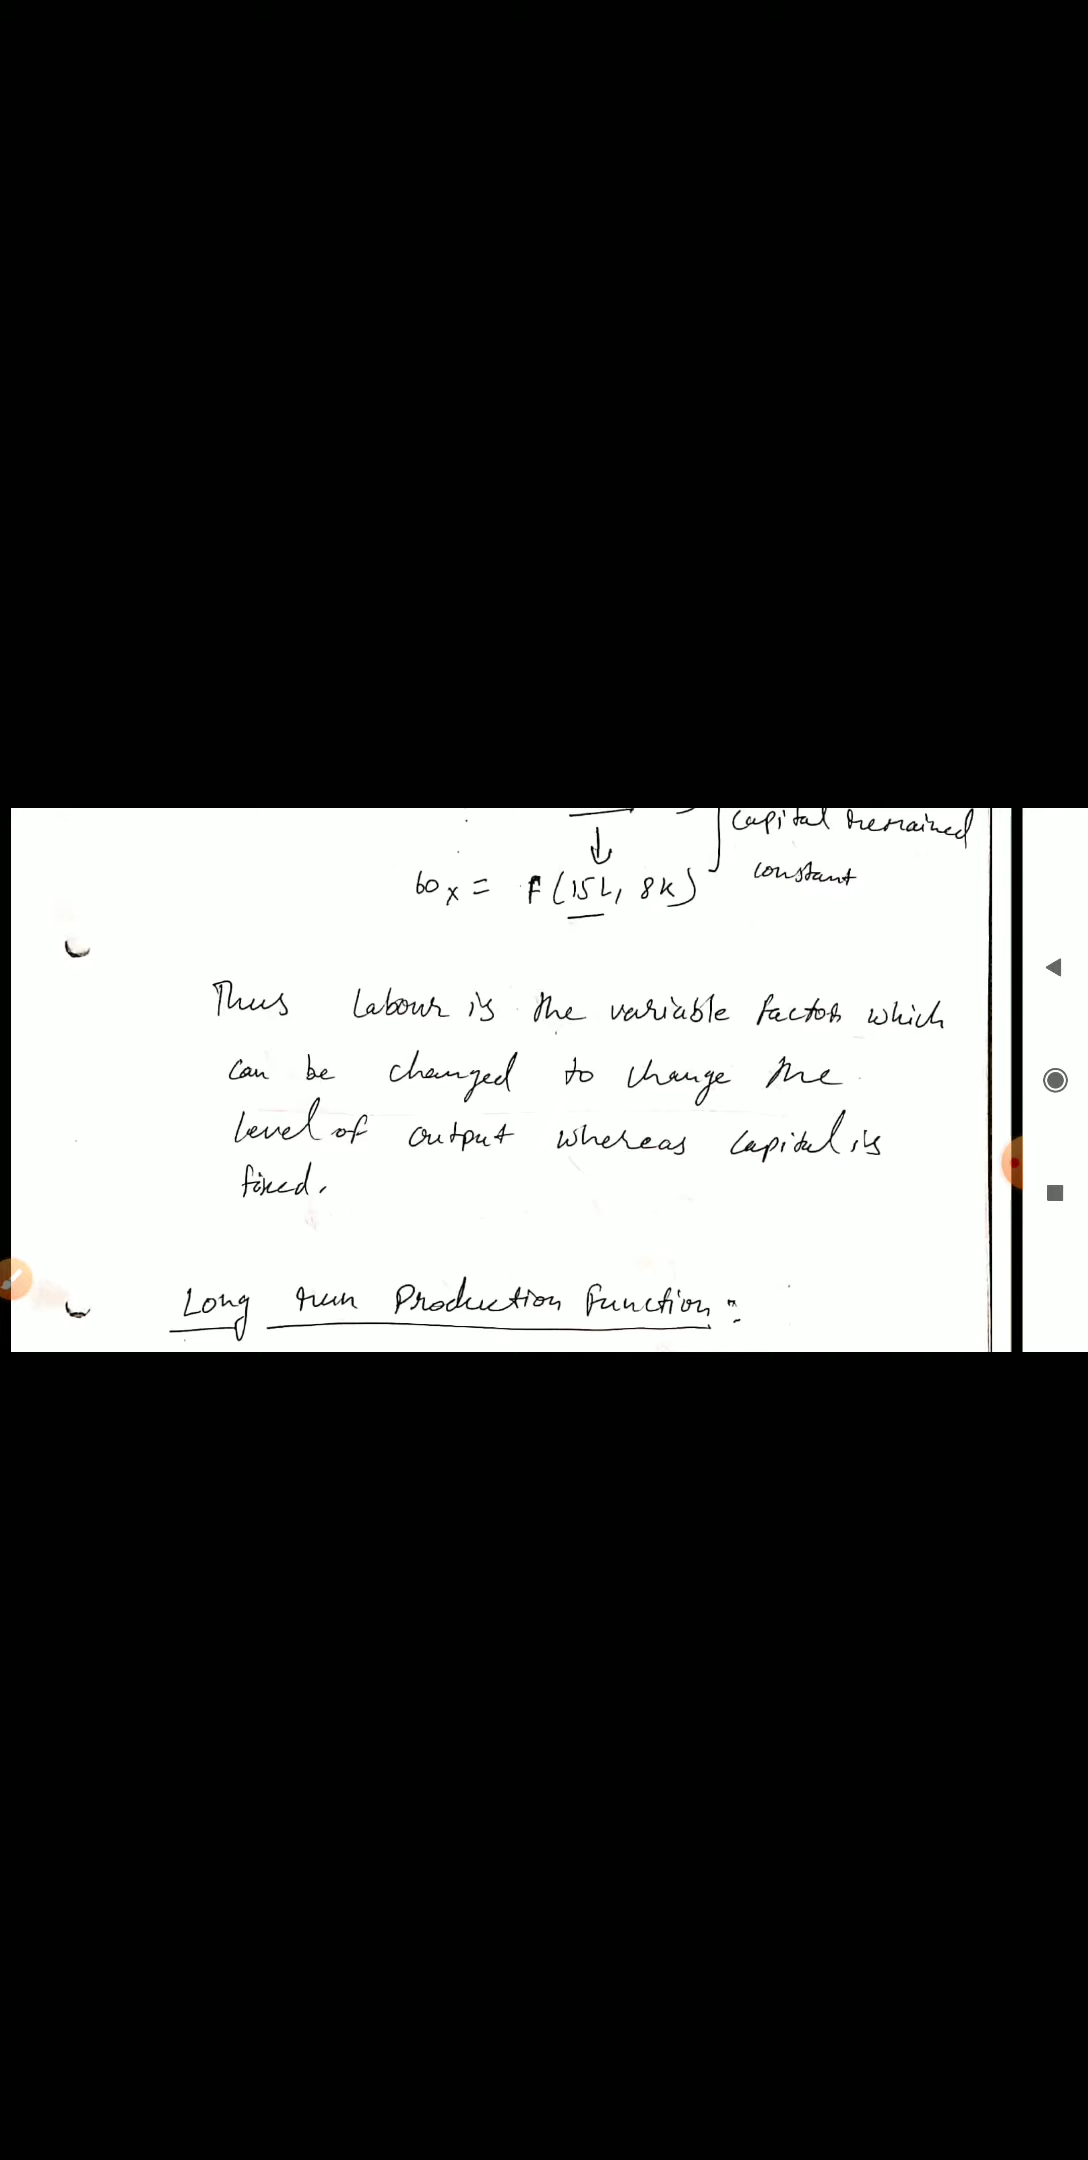 capital remained
constant
60x = F(15L, 8K)
Thus Labour is the variable factor which
can be changed to change the
level of output whereas capital is
fixed.
Long run Production Function: